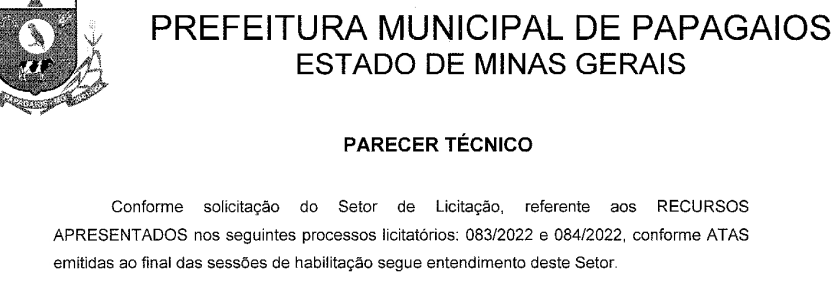 PREFEITURA MUNICIPAL DE PAPAGAIOS
ESTADO DE MINAS GERAIS
PARECER TÉCNICO
Conforme solicitação do Setor de Licitação, referente aos RECURSOS
APRESENTADOS nos seguintes processos licitatórios: 083/2022 e 084/2022, conforme ATAS
emitidas ao final das sessões de habilitação segue entendimento deste Setor.